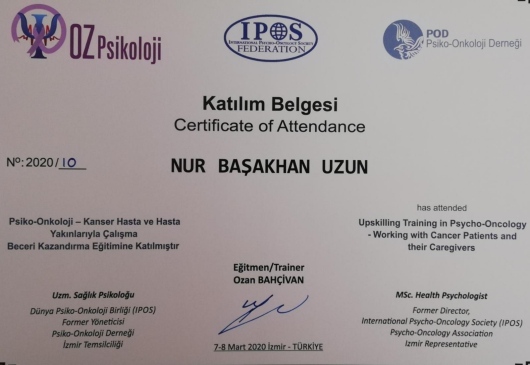 OZ Psikoloji
IPOS
INTERNATIONAL PSYCHO-ONCOLOGY SOCIETY
FEDERATION
POD
Psiko-Onkoloji Derneği
Katılım Belgesi
Certificate of Attendance
Nº: 2020/ 10
NUR BAŞAKHAN UZUN
Psiko-Onkoloji – Kanser Hasta ve Hasta
Yakınlarıyla Çalışma
Beceri Kazandırma Eğitimine Katılmıştır
has attended
Upskilling Training in Psycho-Oncology
- Working with Cancer Patients and
their Caregivers
Eğitmen/Trainer
Ozan BAHÇİVAN
Uzm. Sağlık Psikoloğu
Dünya Psiko-Onkoloji Birliği (IPOS)
Former Yöneticisi
Psiko-Onkoloji Derneği
İzmir Temsilciliği
MSc. Health Psychologist
Former Director,
International Psycho-Oncology Society (IPOS)
Psycho-Oncology Association
İzmir Representative
7-8 Mart 2020 İzmir - TÜRKİYE